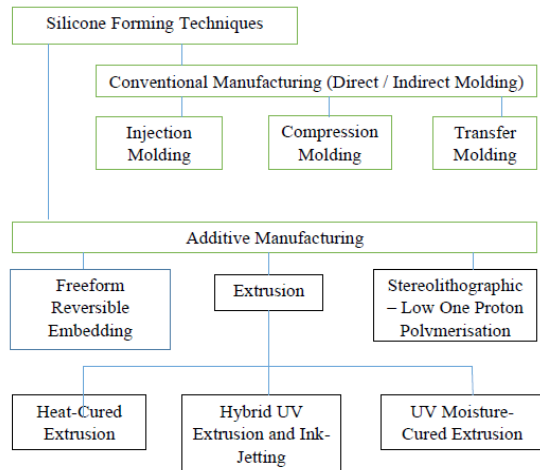 Silicone Forming Techniques
Conventional Manufacturing (Direct / Indirect Molding)
Injection
Molding
Compression
Molding
Transfer
Molding
Additive Manufacturing
Freeform
Reversible
Embedding
Extrusion
Stereolithographic
– Low One Proton
Polymerisation
Heat-Cured
Extrusion
Hybrid UV
Extrusion and Ink-
Jetting
UV Moisture-
Cured Extrusion